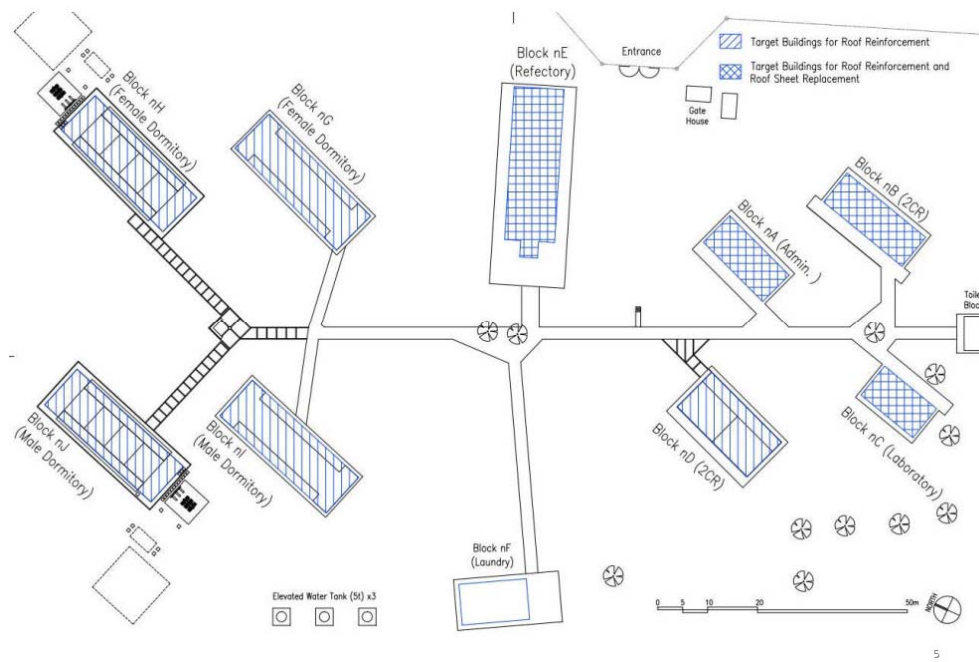 Block nE
(Refectory)
Entrance
Target Buildings for Roof Reinforcement
Target Buildings for Roof Reinforcement and
Roof Sheet Replacement
Gate
House
Block nH
(Female Dormitory)
Block nG
(Female Dormitory)
Block nA (Admin. )
Block nB (2CR)
Toile
Bloc
Block nJ
(Male Dormitory)
Block nI
(Male Dormitory)
Block nD (2CR)
Block nC (Laboratory)
Block nF
(Laundry)
Elevated Water Tank (5t) x3
0 5 10 20 50m
NORTH
5